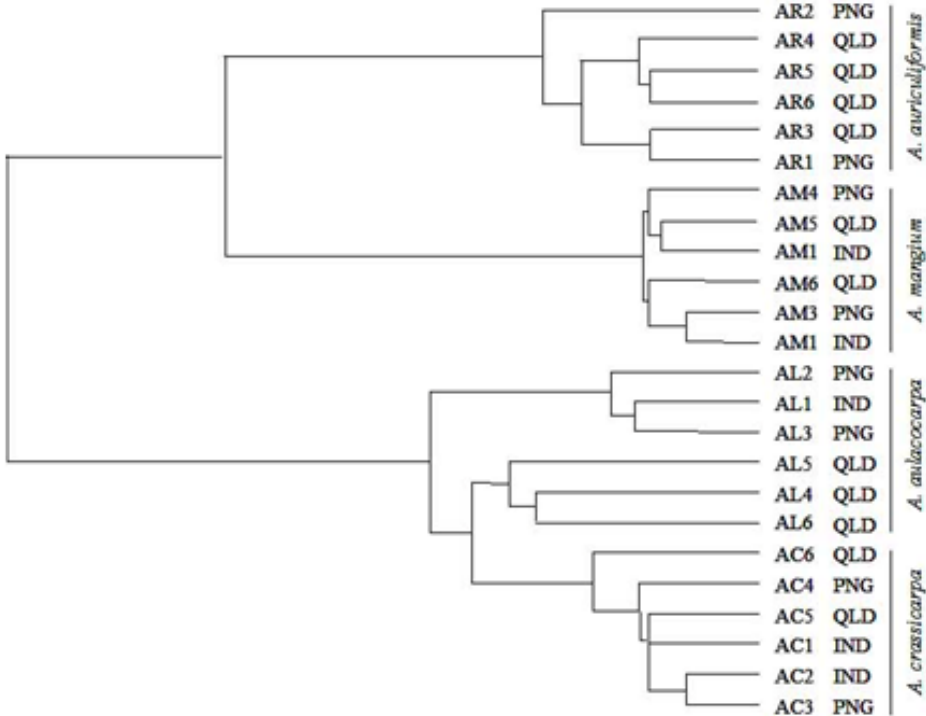 AR2 PNG
AR4 QLD
AR5 QLD
AR6 QLD
AR3 QLD
AR1 PNG
A. auriculiformis
AM4 PNG
AM5 QLD
AM1 IND
AM6 QLD
AM3 PNG
AM1 IND
A. mangium
AL2 PNG
AL1 IND
AL3 PNG
AL5 QLD
AL4 QLD
AL6 QLD
A. aulacocarpa
AC6 QLD
AC4 PNG
AC5 QLD
AC1 IND
AC2 IND
AC3 PNG
A. crassicarpa